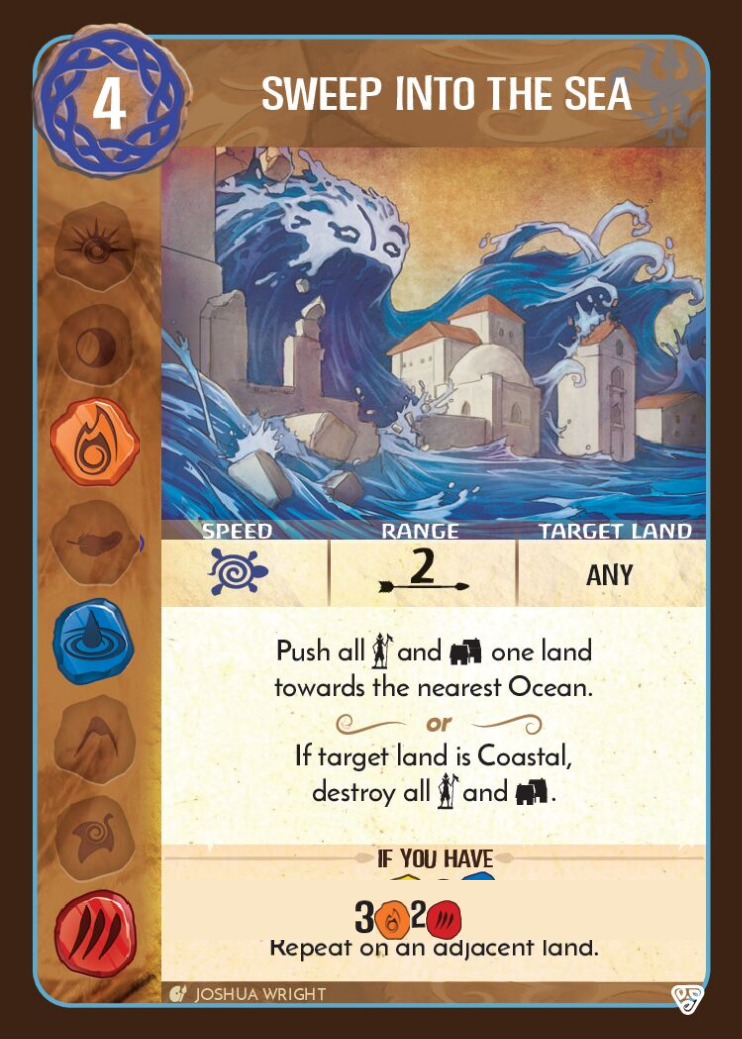 4
SWEEP INTO THE SEA
SPEED RANGE TARGET LAND
2 ANY
Push all and one land
towards the nearest Ocean.
or
If target land is Coastal,
destroy all and .
IF YOU HAVE
3 2
Repeat on an adjacent land.
JOSHUA WRIGHT